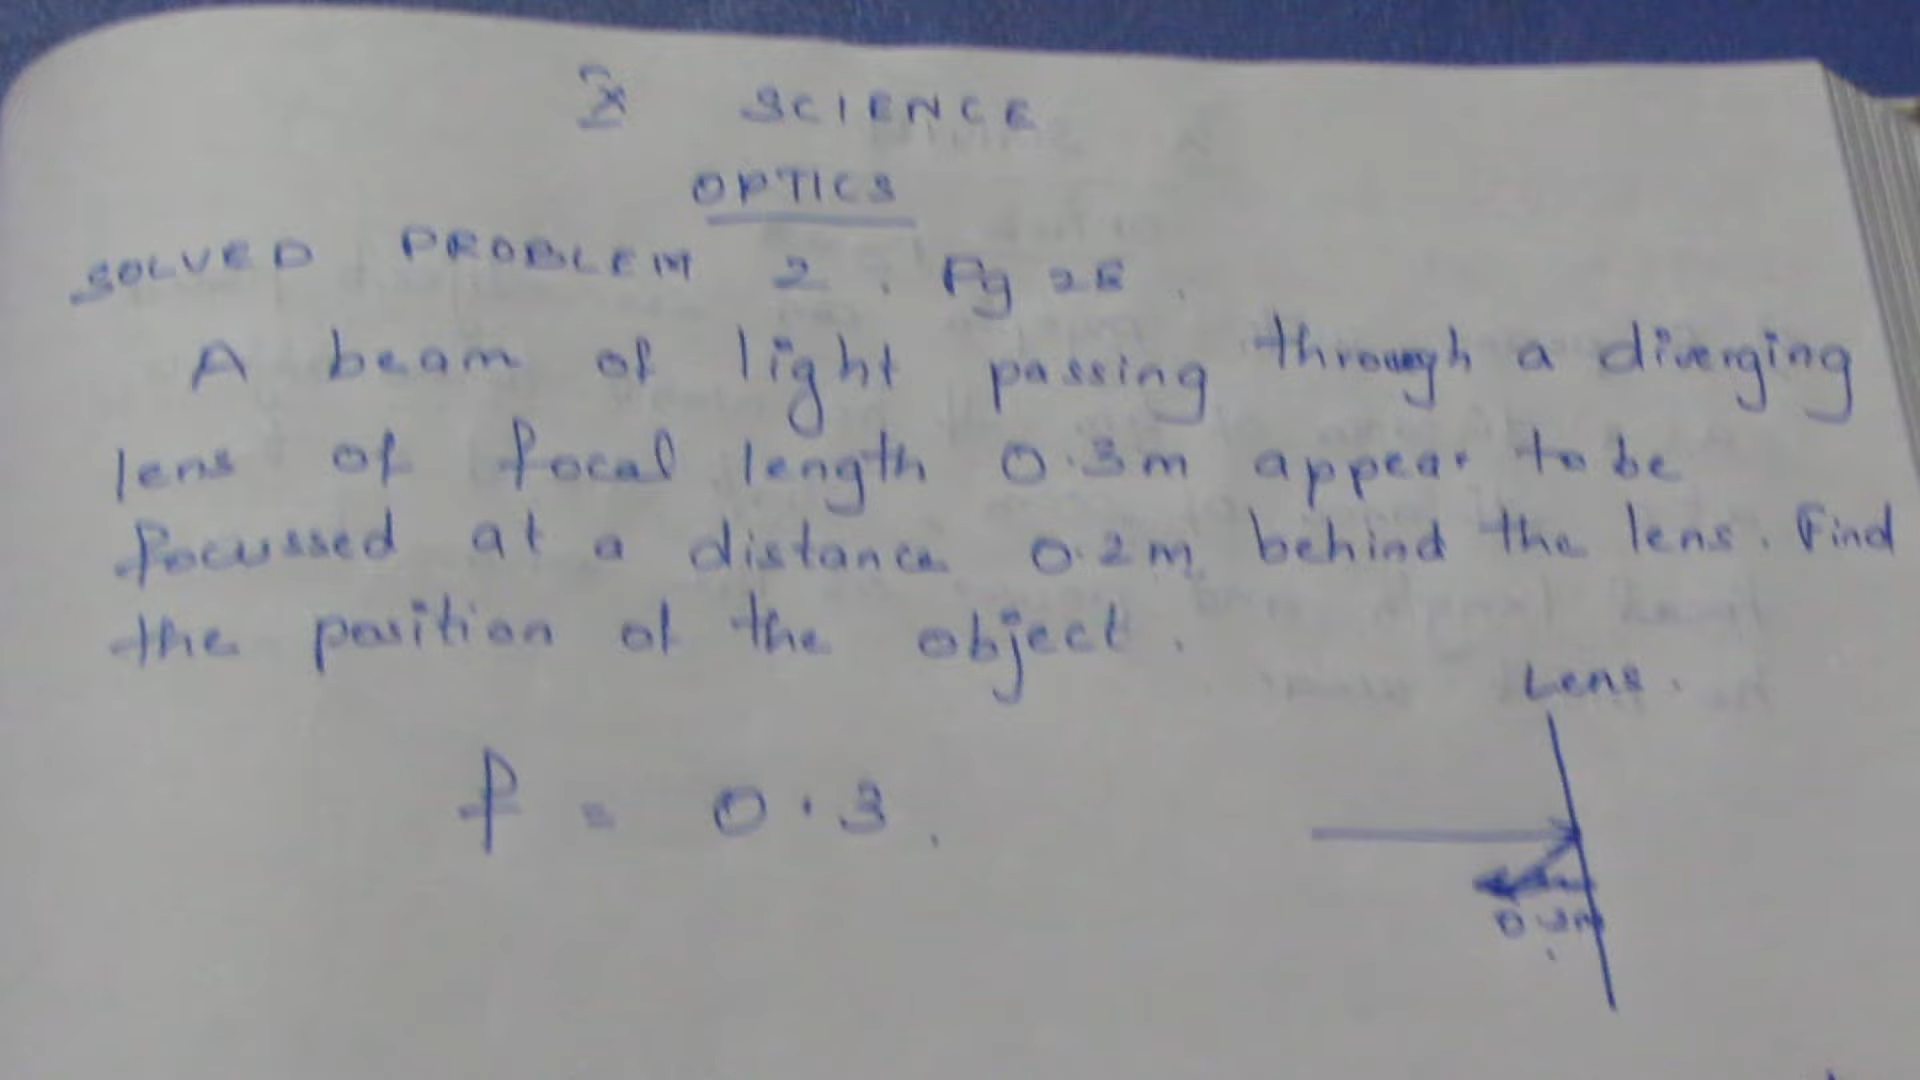 X SCIENCE
OPTICS
SOLVED PROBLEM 2. Pg
A beam of light passing through a diverging
lens of focal length 0.3m appear to be
focussed at a distance 0.2m behind the lens. Find
the position of the object.
Lens.
f = 0.3.